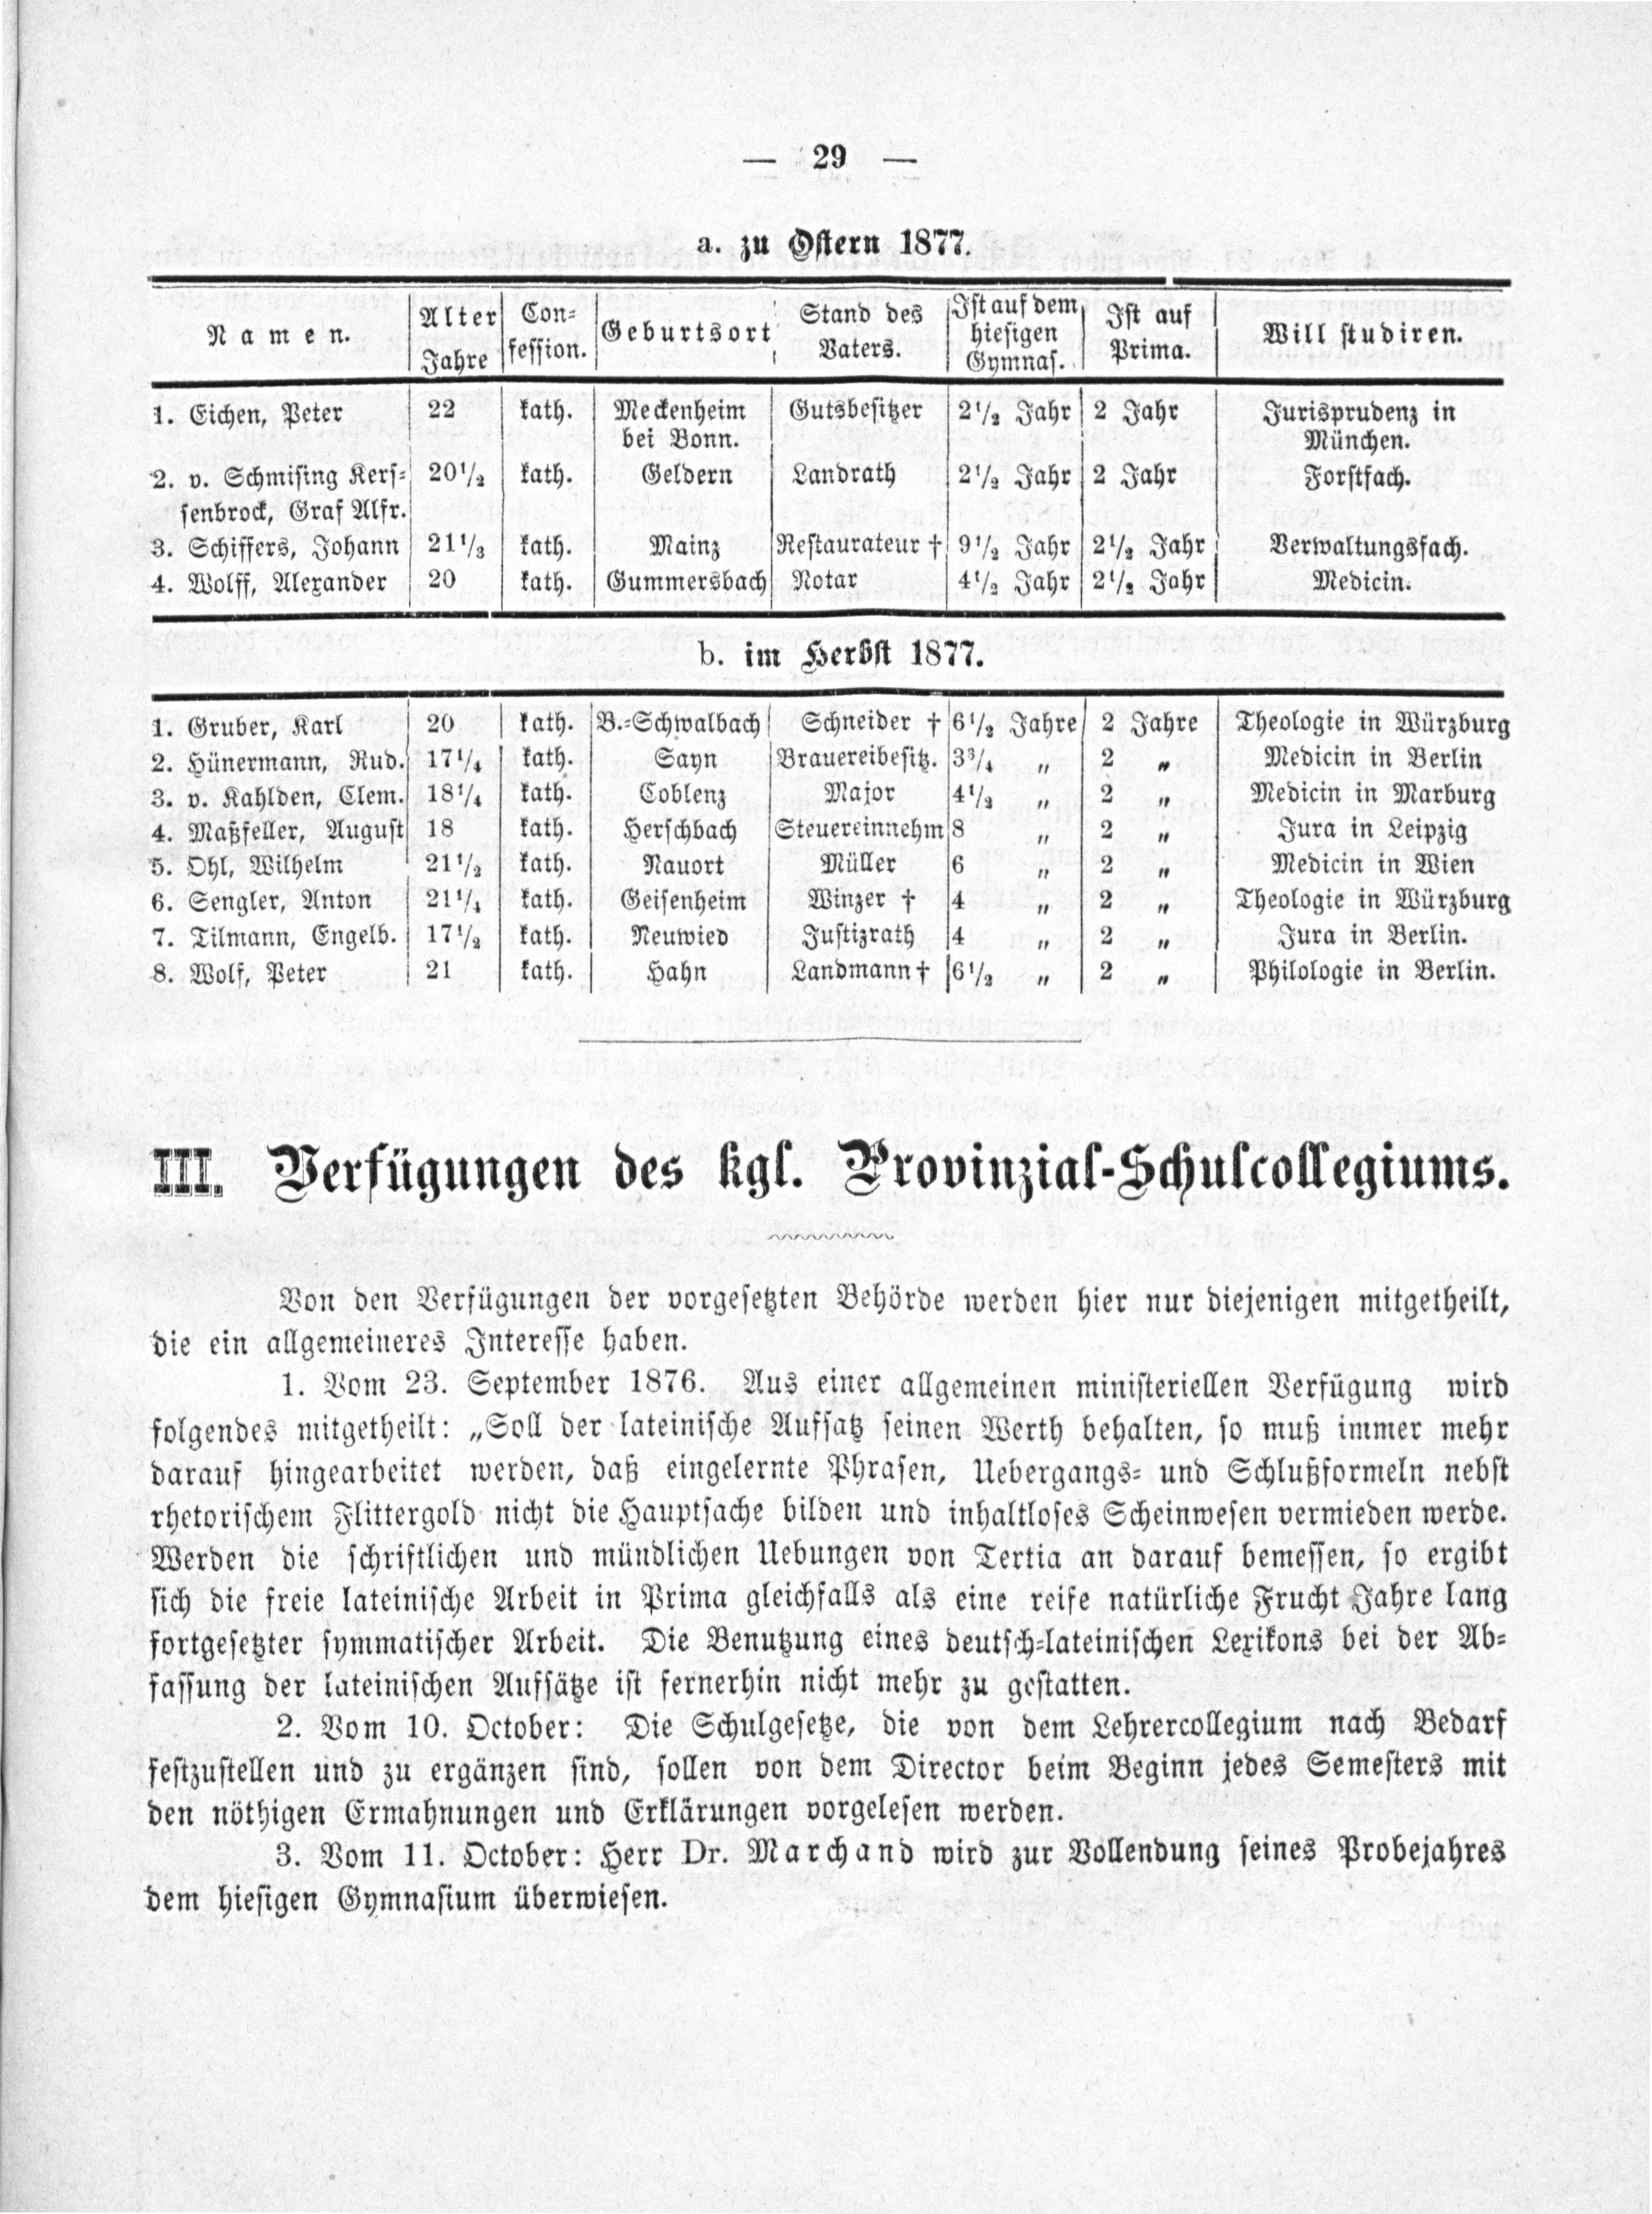 — 29 —
a. zu Ostern 1877.
Namen. Alter Jahre Con-fession. Geburtsort Stand des Vaters. Ist auf dem hiesigen Gymnas. Ist auf Prima. Will studiren.
1. Eichen, Peter 22 kath. Meckenheim Gutsbesitzer 2½ Jahr 2 Jahr Jurisprudenz in
bei Bonn. München.
2. v. Schmising Kers- 20½ kath. Geldern Landrath 2½ Jahr 2 Jahr Forstfach.
senbrock, Graf Alfr.
3. Schiffers, Johann 21⅓ kath. Mainz Restaurateur † 9½ Jahr 2½ Jahr Verwaltungsfach.
4. Wolff, Alexander 20 kath. Gummersbach Notar 4½ Jahr 2½ Jahr Medicin.
b. im Herbst 1877.
1. Gruber, Karl 20 kath. B.-Schwalbach Schneider † 6½ Jahre 2 Jahre Theologie in Würzburg
2. Hünermann, Rud. 17¼ kath. Sayn Brauereibesitz. 3¾ „ 2 „ Medicin in Berlin
3. v. Kahlden, Clem. 18¼ kath. Coblenz Major 4½ „ 2 „ Medicin in Marburg
4. Maßfeller, August 18 kath. Herschbach Steuereinnehm 8 „ 2 „ Jura in Leipzig
5. Ohl, Wilhelm 21½ kath. Nauort Müller 6 „ 2 „ Medicin in Wien
6. Sengler, Anton 21¼ kath. Geisenheim Winzer † 4 „ 2 „ Theologie in Würzburg
7. Tilmann, Engelb. 17½ kath. Neuwied Justizrath 4 „ 2 „ Jura in Berlin.
8. Wolf, Peter 21 kath. Hahn Landmann † 6½ „ 2 „ Philologie in Berlin.
III. Verfügungen des kgl. Provinzial-Schulcollegiums.
Von den Verfügungen der vorgesetzten Behörde werden hier nur diejenigen mitgetheilt,
die ein allgemeineres Interesse haben.
1. Vom 23. September 1876. Aus einer allgemeinen ministeriellen Verfügung wird
folgendes mitgetheilt: „Soll der lateinische Aufsatz seinen Werth behalten, so muß immer mehr
darauf hingearbeitet werden, daß eingelernte Phrasen, Uebergangs- und Schlußformeln nebst
rhetorischem Flittergold nicht die Hauptsache bilden und inhaltloses Scheinwesen vermieden werde.
Werden die schriftlichen und mündlichen Uebungen von Tertia an darauf bemessen, so ergibt
sich die freie lateinische Arbeit in Prima gleichfalls als eine reife natürliche Frucht Jahre lang
fortgesetzter symmatischer Arbeit. Die Benutzung eines deutsch-lateinischen Lexikons bei der Ab-
fassung der lateinischen Aufsätze ist fernerhin nicht mehr zu gestatten.
2. Vom 10. October: Die Schulgesetze, die von dem Lehrercollegium nach Bedarf
festzustellen und zu ergänzen sind, sollen von dem Director beim Beginn jedes Semesters mit
den nöthigen Ermahnungen und Erklärungen vorgelesen werden.
3. Vom 11. October: Herr Dr. Marchand wird zur Vollendung seines Probejahres
dem hiesigen Gymnasium überwiesen.